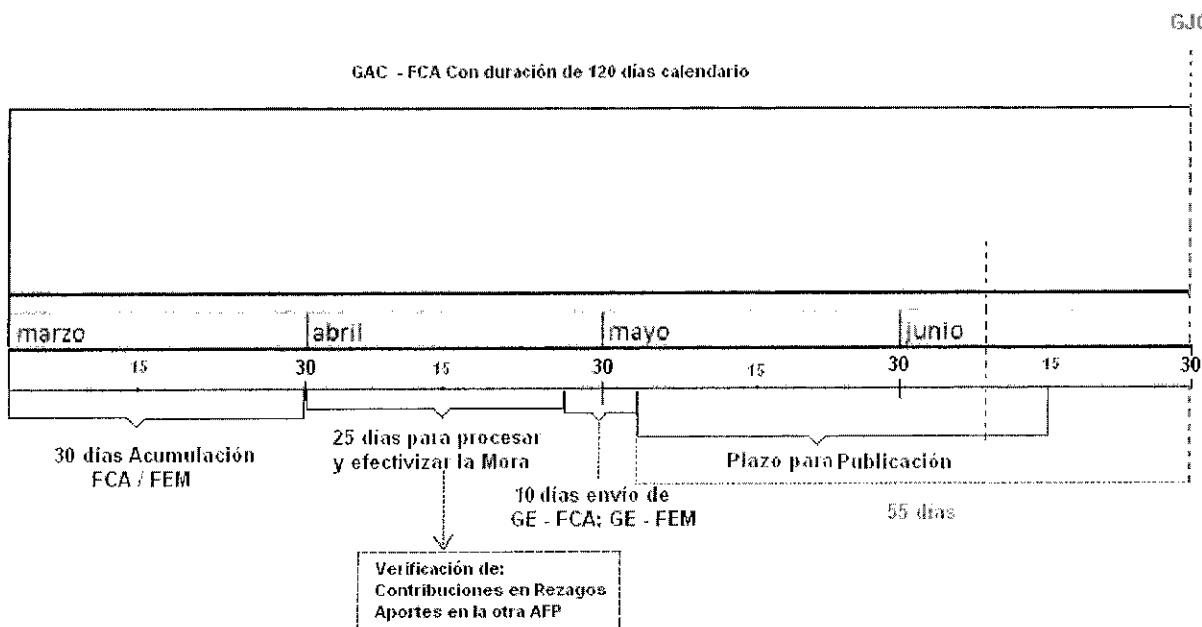 GJC
GAC - FCA Con duración de 120 días calendario
marzo abril mayo junio
15 30 15 30 15 30 15 30
30 días Acumulación
FCA / FEM
25 días para procesar
y efectivizar la Mora
10 días envío de
GE - FCA; GE - FEM
Plazo para Publicación
55 días
Verificación de:
Contribuciones en Rezagos
Aportes en la otra AFP